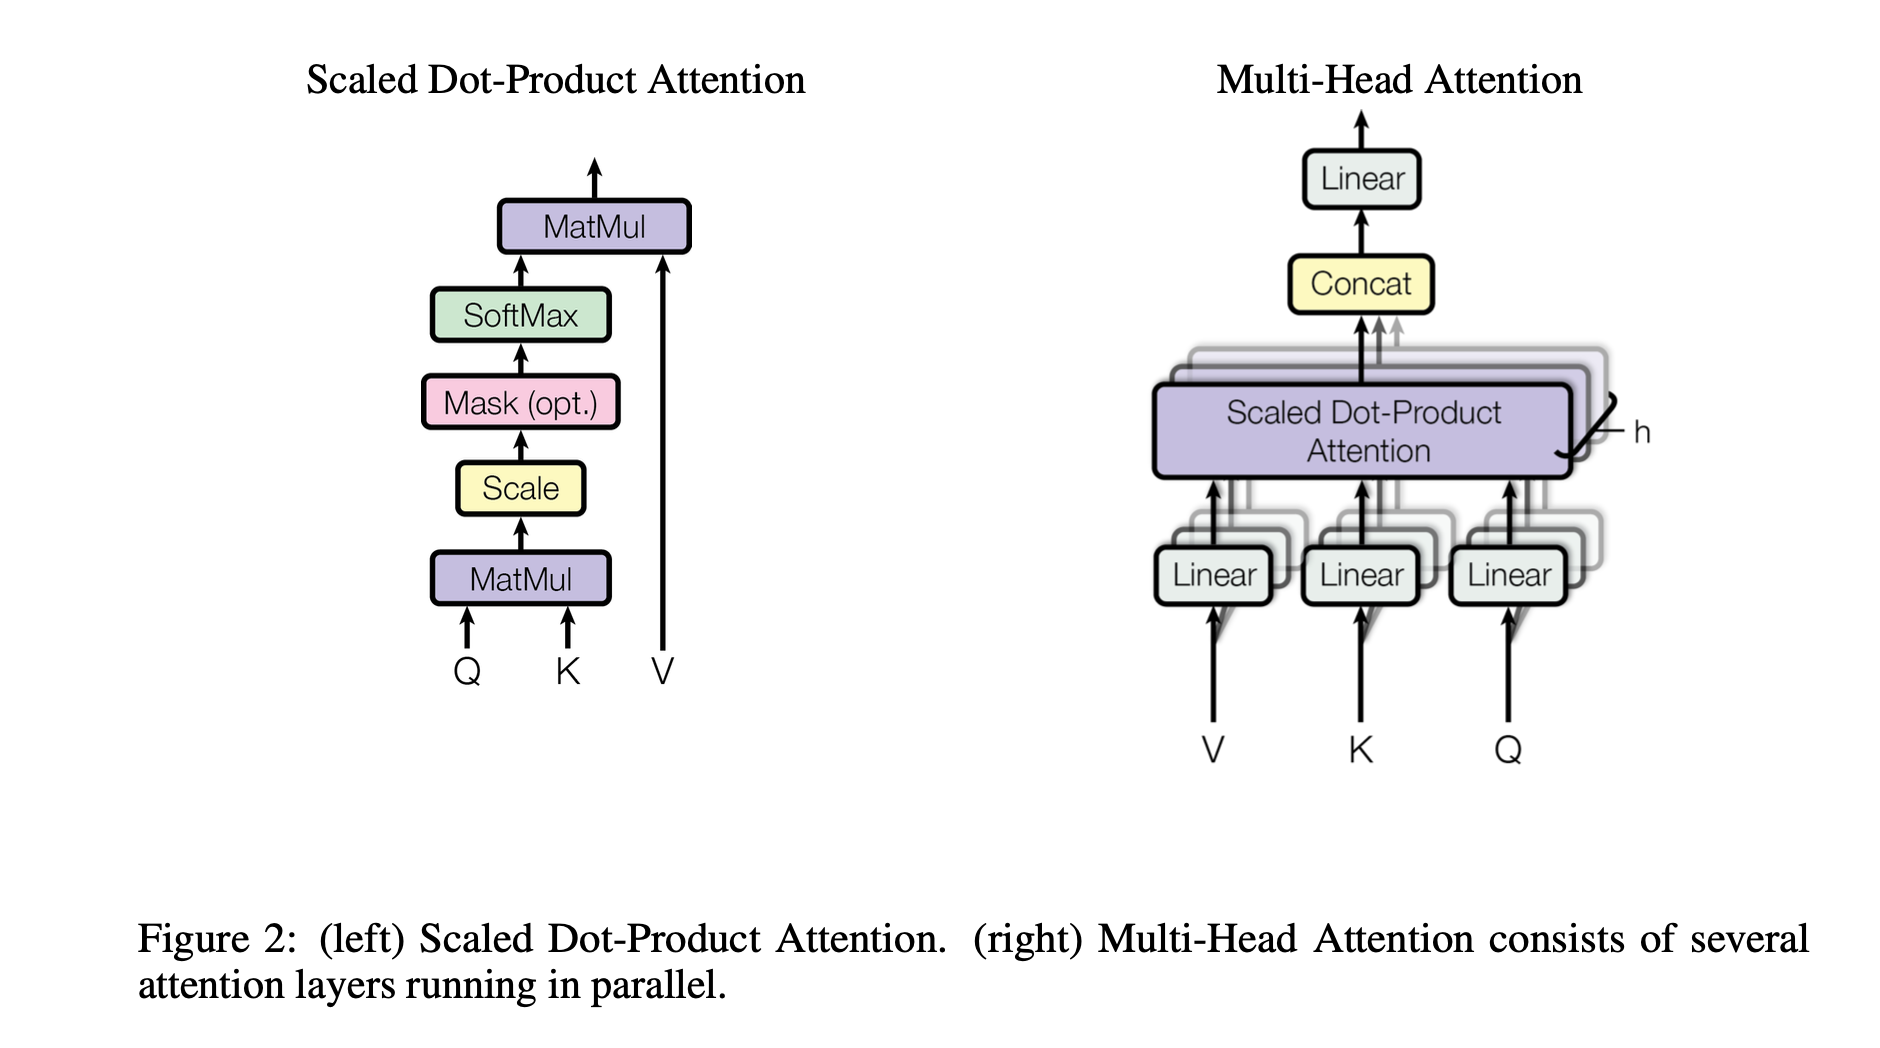 Scaled Dot-Product Attention
MatMul
SoftMax
Mask (opt.)
Scale
MatMul
Q K V
Multi-Head Attention
Linear
Concat
Scaled Dot-Product
Attention
h
Linear Linear Linear
V K Q
Figure 2: (left) Scaled Dot-Product Attention. (right) Multi-Head Attention consists of several
attention layers running in parallel.